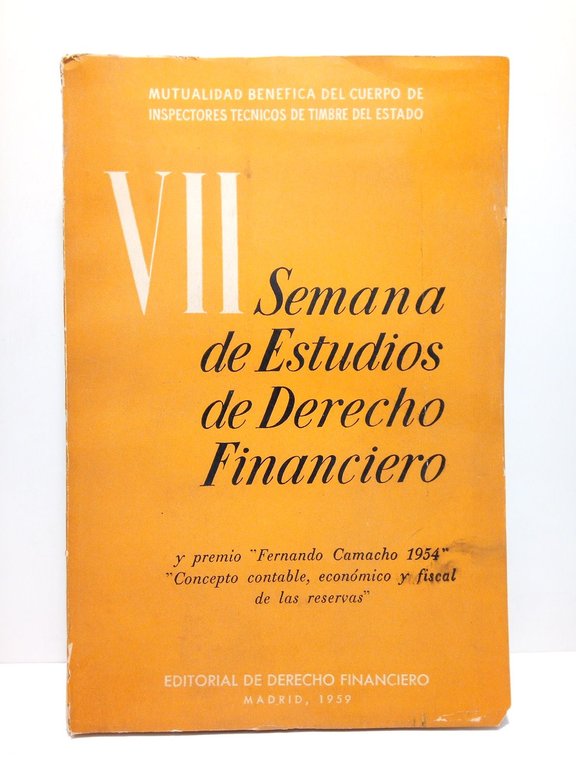 MUTUALIDAD BENEFICA DEL CUERPO DE
INSPECTORES TECNICOS DE TIMBRE DEL ESTADO
VII Semana
de Estudios
de Derecho
Financiero
y premio "Fernando Camacho 1954"
"Concepto contable, económico y fiscal
de las reservas"
EDITORIAL DE DERECHO FINANCIERO
MADRID, 1959